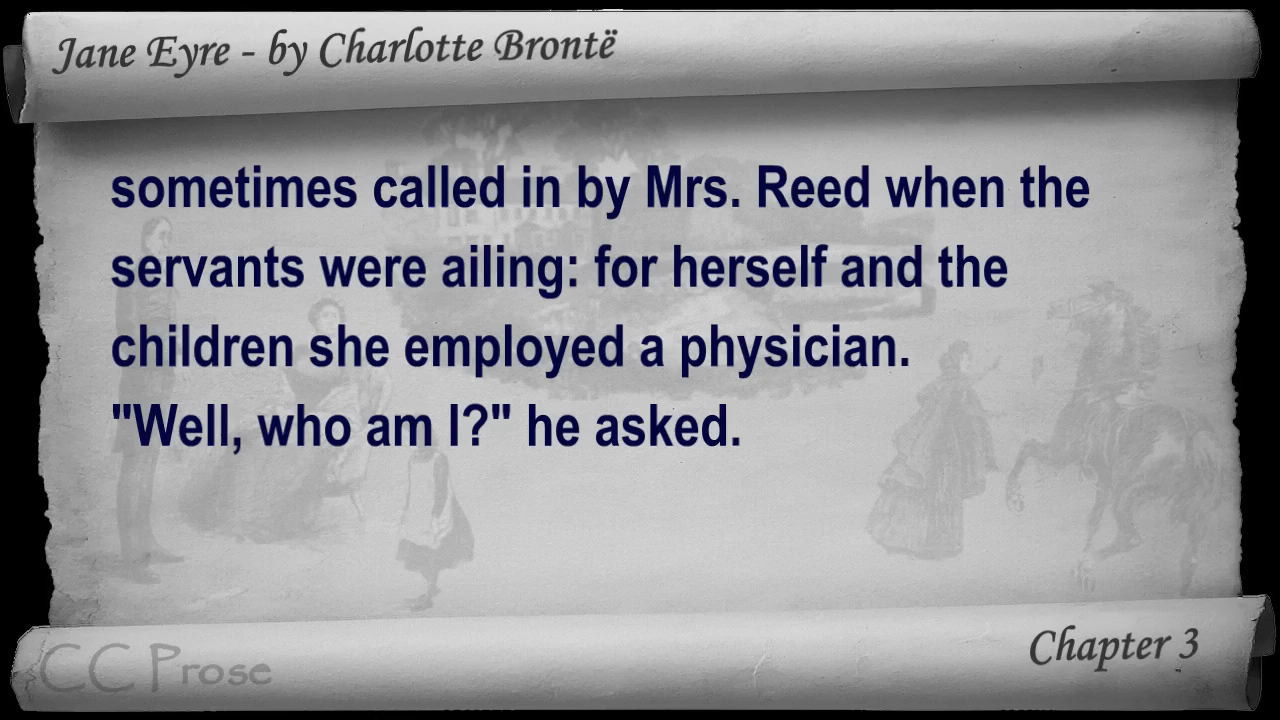 Jane Eyre - by Charlotte Brontë
sometimes called in by Mrs. Reed when the
servants were ailing: for herself and the
children she employed a physician.
"Well, who am I?" he asked.
Chapter 3
CC Prose